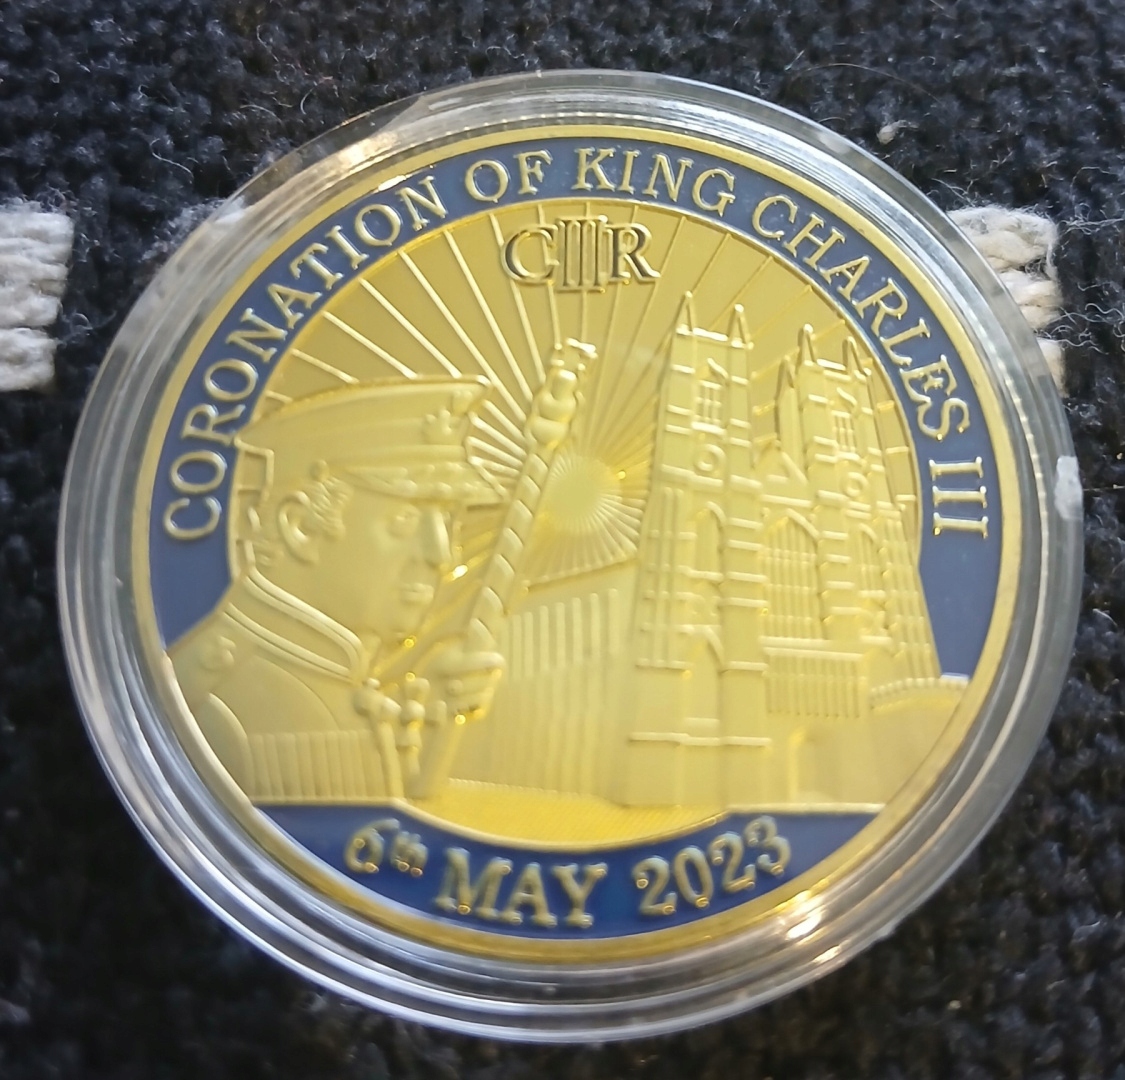 CORONATION OF KING CHARLES III
CIIIR
6th MAY 2023